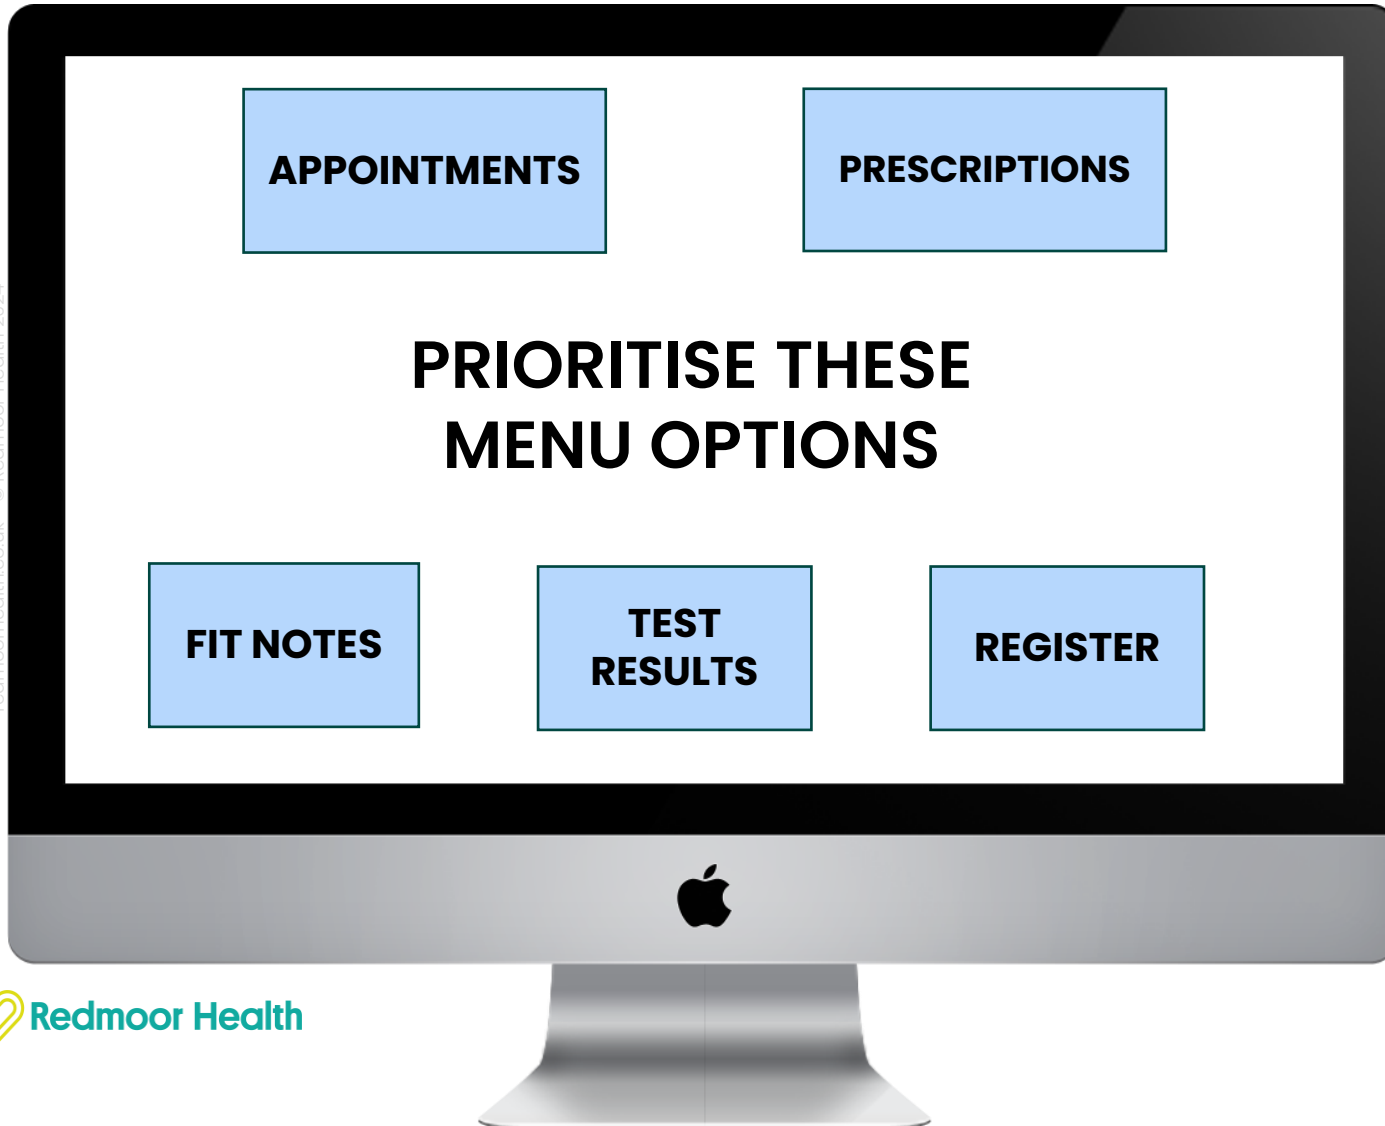 APPOINTMENTS
PRESCRIPTIONS
PRIORITISE THESE
MENU OPTIONS
FIT NOTES
TEST
RESULTS
REGISTER
Redmoor Health